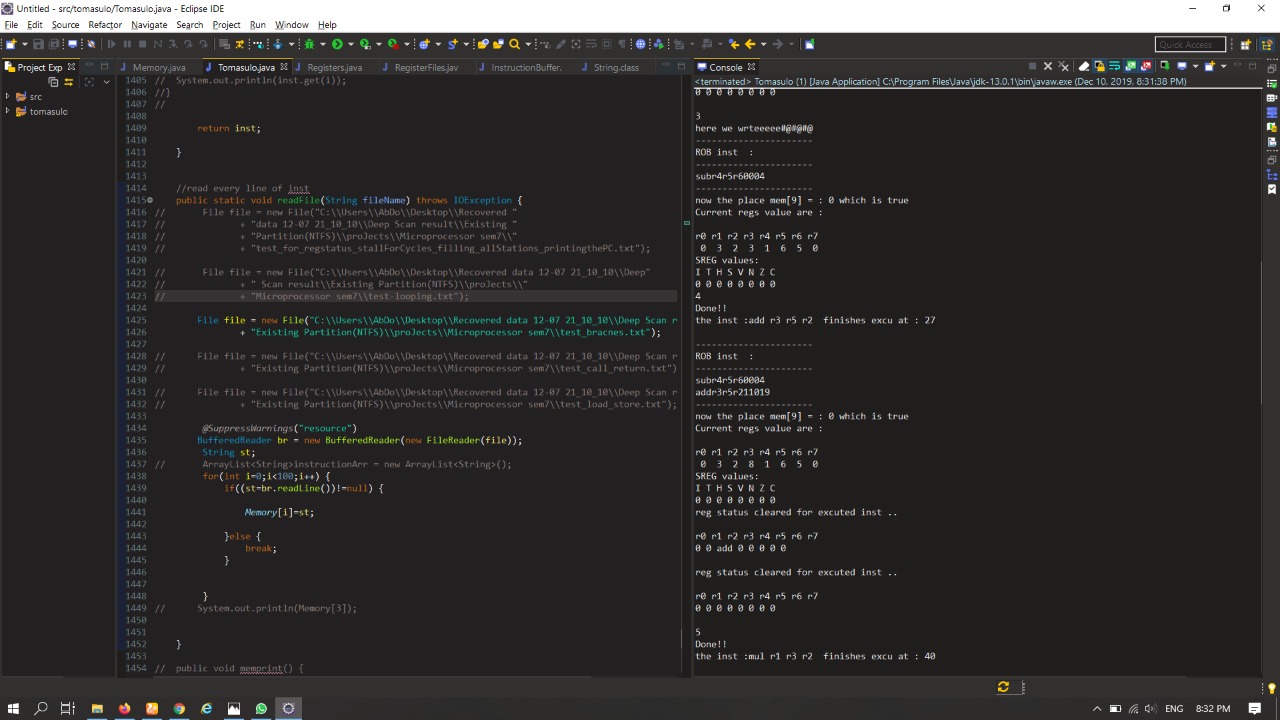 Untitled - src/tomasulo/Tomasulo.java - Eclipse IDE
File Edit Source Refactor Navigate Search Project Run Window Help
Quick Access
Project Exp
Memory.java Tomasulo.java Registers.java RegisterFiles.jav InstructionBuffer. String.class
Console
src
tomasulo
1405 // System.out.println(inst.get(i));
1406 //}
1407 //
1408
1409 return inst;
1410
1411 }
1412
1413
1414 //read every line of inst
1415 public static void readFile(String fileName) throws IOException {
1416 // File file = new File("C:\\Users\\AbDo\\Desktop\\Recovered "
1417 // + "data 12-07 21_10_10\\Deep Scan result\\Existing "
1418 // + "Partition(NTFS)\\proJects\\Microprocessor sem7\\"
1419 // + "test_for_regstatus_stallForCycles_filling_allStations_printingthePC.txt");
1420
1421 // File file = new File("C:\\Users\\AbDo\\Desktop\\Recovered data 12-07 21_10_10\\Deep"
1422 // + " Scan result\\Existing Partition(NTFS)\\proJects\\"
1423 // + "Microprocessor sem7\\test-looping.txt");
1424
1425 File file = new File("C:\\Users\\AbDo\\Desktop\\Recovered data 12-07 21_10_10\\Deep Scan r
1426 + "Existing Partition(NTFS)\\proJects\\Microprocessor sem7\\test_bracnes.txt");
1427
1428 // File file = new File("C:\\Users\\AbDo\\Desktop\\Recovered data 12-07 21_10_10\\Deep Scan r
1429 // + "Existing Partition(NTFS)\\proJects\\Microprocessor sem7\\test_call_return.txt")
1430
1431 // File file = new File("C:\\Users\\AbDo\\Desktop\\Recovered data 12-07 21_10_10\\Deep Scan r
1432 // + "Existing Partition(NTFS)\\proJects\\Microprocessor sem7\\test_load_store.txt");
1433
1434 @SuppressWarnings("resource")
1435 BufferedReader br = new BufferedReader(new FileReader(file));
1436 String st;
1437 // ArrayList<String>instructionArr = new ArrayList<String>();
1438 for(int i=0;i<100;i++) {
1439 if((st=br.readLine())!=null) {
1440
1441 Memory[i]=st;
1442
1443 }else {
1444 break;
1445 }
1446
1447
1448 }
1449 // System.out.println(Memory[3]);
1450
1451
1452 }
1453
1454 // public void memprint() {
<terminated> Tomasulo (1) [Java Application] C:\Program Files\Java\jdk-13.0.1\bin\javaw.exe (Dec 10, 2019, 8:31:38 PM)
0 0 0 0 0 0 0 0
3
here we wrteeeee#@#@#@
----------------------
ROB inst :
----------------------
subr4r5r60004
----------------------
now the place mem[9] = : 0 which is true
Current regs value are :
r0 r1 r2 r3 r4 r5 r6 r7
0 3 2 3 1 6 5 0
SREG values:
I T H S V N Z C
0 0 0 0 0 0 0 0
4
Done!!
the inst :add r3 r5 r2 finishes excu at : 27
----------------------
ROB inst :
----------------------
subr4r5r60004
addr3r5r211019
----------------------
now the place mem[9] = : 0 which is true
Current regs value are :
r0 r1 r2 r3 r4 r5 r6 r7
0 3 2 8 1 6 5 0
SREG values:
I T H S V N Z C
0 0 0 0 0 0 0 0
reg status cleared for excuted inst ..
r0 r1 r2 r3 r4 r5 r6 r7
0 0 add 0 0 0 0 0
reg status cleared for excuted inst ..
r0 r1 r2 r3 r4 r5 r6 r7
0 0 0 0 0 0 0 0
5
Done!!
the inst :mul r1 r3 r2 finishes excu at : 40
ENG 8:32 PM